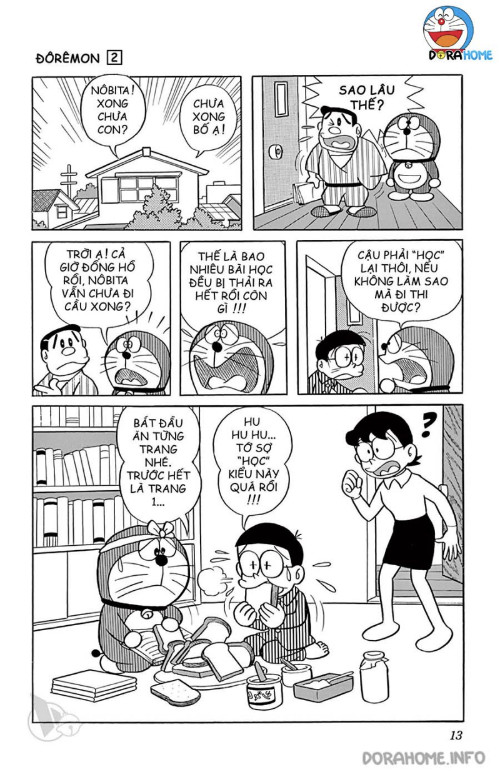 DORAHOME
ĐÔRÊMON 2
NÔBITA!
XONG
CHƯA
CON?
CHƯA
XONG
BỐ Ạ!
SAO LÂU
THẾ?
TRỜI Ạ! CẢ
GIỜ ĐỒNG HỒ
RỒI, NÔBITA
VẪN CHƯA ĐI
CẦU XONG?
THẾ LÀ BAO
NHIÊU BÀI HỌC
ĐỀU BỊ THẢI RA
HẾT RỒI CÒN
GÌ !!!
CẬU PHẢI "HỌC"
LẠI THÔI, NẾU
KHÔNG LÀM SAO
MÀ ĐI THI
ĐƯỢC?
BẮT ĐẦU
ĂN TỪNG
TRANG
NHÉ.
TRƯỚC HẾT
LÀ TRANG
1...
HU
HU HU...
TỚ SỢ
"HỌC"
KIỂU NÀY
QUÁ RỒI
!!!
?
13
DORAHOME.INFO